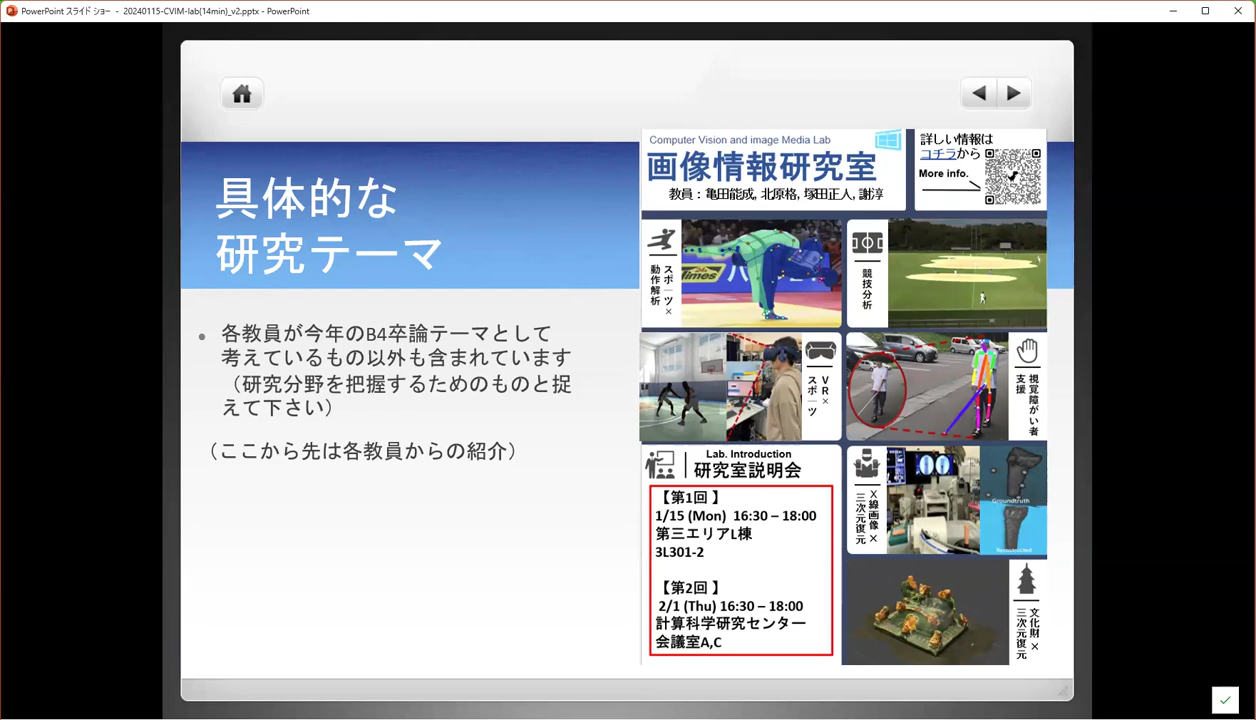 PowerPoint スライド ショー - 20240115-CVIM-lab(14min)_v2.pptx - PowerPoint
具体的な
研究テーマ
• 各教員が今年のB4卒論テーマとして
考えているもの以外も含まれています
（研究分野を把握するためのものと捉
えて下さい）
（ここから先は各教員からの紹介）
Computer Vision and image Media Lab
画像情報研究室
教員：亀田能成, 北原格, 塚田正人, 謝淳
詳しい情報は
コチラから
More info.
スポーツ×
動作解析
Times
競技分析
VR×
スポーツ
視覚障がい者
支援
Lab. Introduction
研究室説明会
【第1回 】
1/15 (Mon) 16:30 – 18:00
第三エリアL棟
3L301-2
【第2回 】
2/1 (Thu) 16:30 – 18:00
計算科学研究センター
会議室A,C
X線画像×
三次元復元
Groundtruth
Reconstructed
文化財×
三次元復元